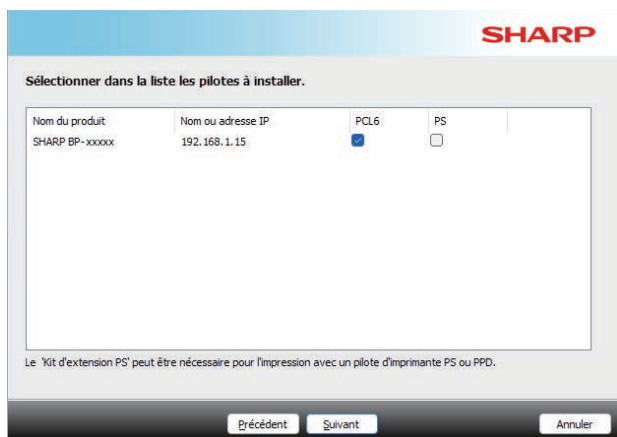 SHARP
Sélectionner dans la liste les pilotes à installer.
Nom du produit Nom ou adresse IP PCL6 PS
SHARP BP-xxxxx 192.168.1.15
Le 'Kit d'extension PS' peut être nécessaire pour l'impression avec un pilote d'imprimante PS ou PPD.
Précédent Suivant Annuler